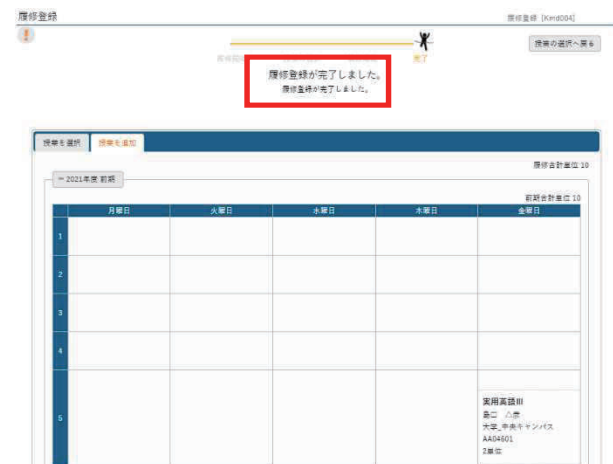 履修登録
履修登録 [Kmd004]
授業の選択へ戻る
完了
履修登録が完了しました。
履修登録が完了しました。
授業を選択 授業を追加
履修合計単位 10
2021年度 前期
前期合計単位 10
月曜日 火曜日 水曜日 木曜日 金曜日
1
2
3
4
5
実用英語III
大学_中央キャンパス
AA04601
2単位